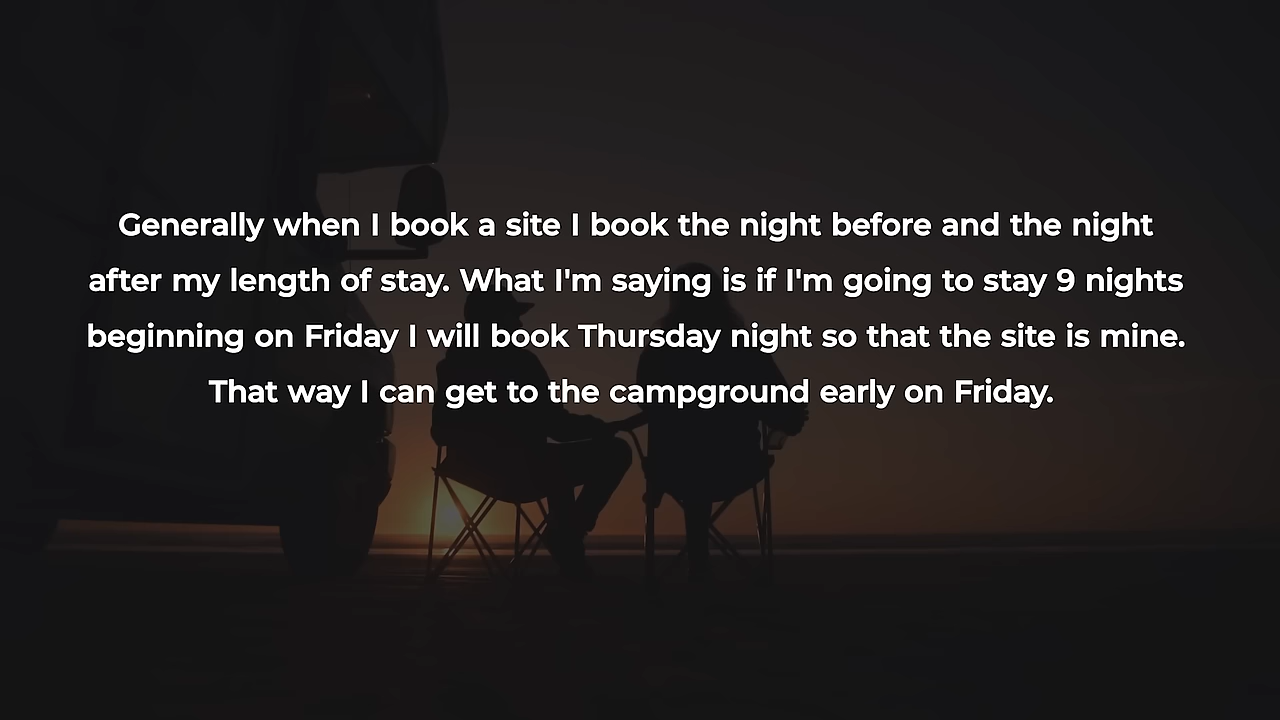 Generally when I book a site I book the night before and the night
after my length of stay. What I'm saying is if I'm going to stay 9 nights
beginning on Friday I will book Thursday night so that the site is mine.
That way I can get to the campground early on Friday.